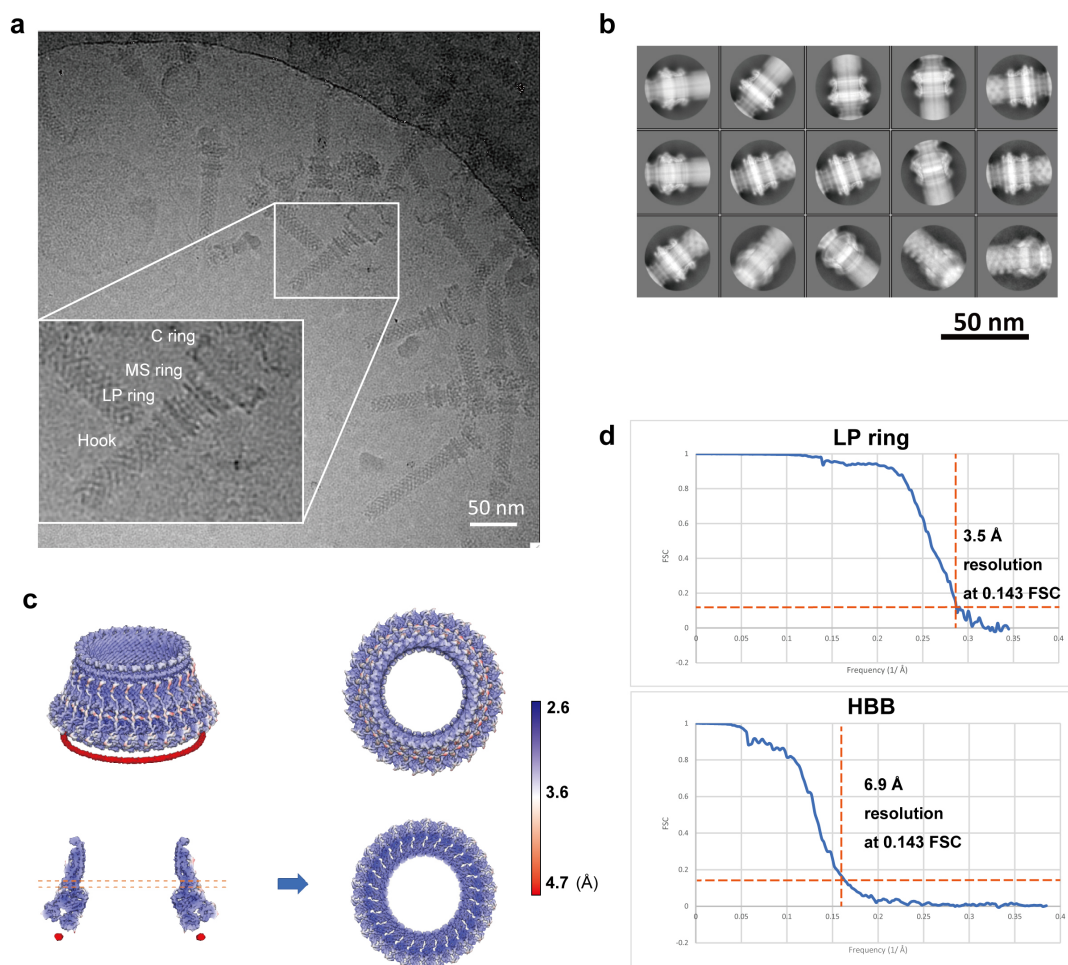 a
C ring
MS ring
LP ring
Hook
50 nm
b
50 nm
c
2.6
3.6
4.7 (Å)
d
LP ring
1
0.8
0.6
0.4
0.2
0
-0.2
FSC
0 0.05 0.1 0.15 0.2 0.25 0.3 0.35 0.4
Frequency (1/ Å)
3.5 Å
resolution
at 0.143 FSC
HBB
1
0.8
0.6
0.4
0.2
0
-0.2
FSC
0 0.05 0.1 0.15 0.2 0.25 0.3 0.35 0.4
Frequency (1/ Å)
6.9 Å
resolution
at 0.143 FSC